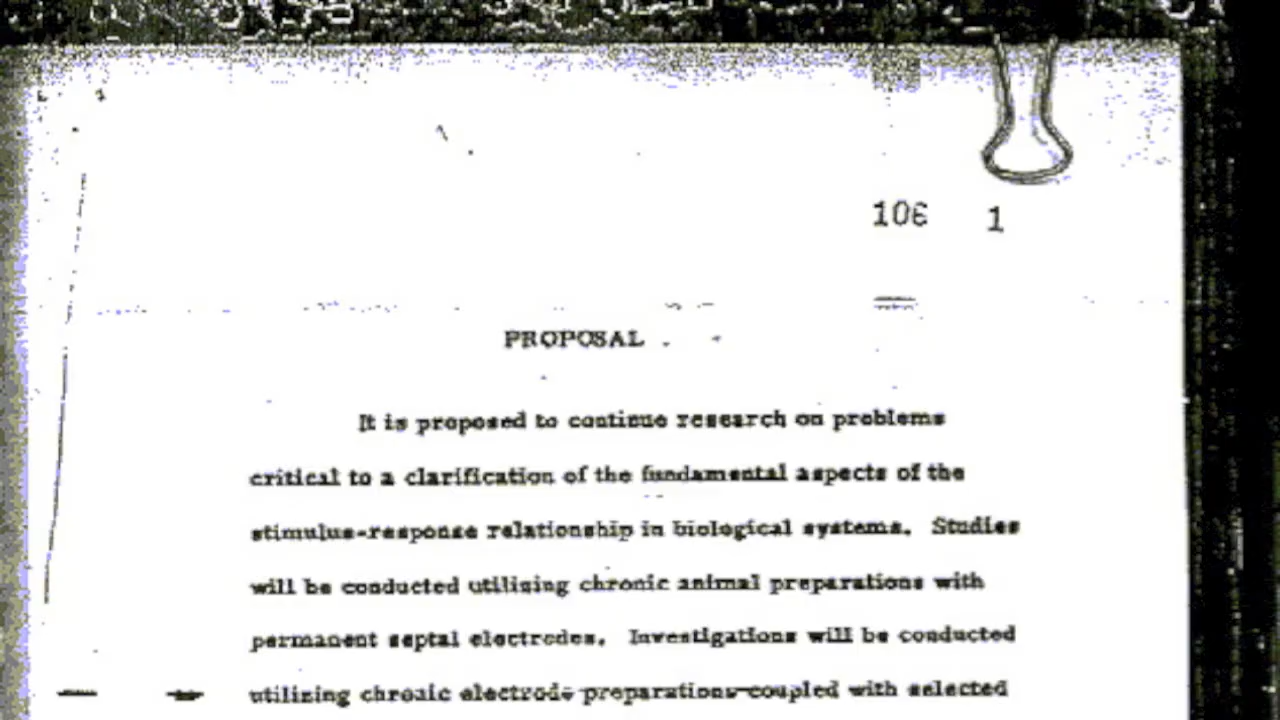 106 1
PROPOSAL
It is proposed to continue research on problems
critical to a clarification of the fundamental aspects of the
stimulus-response relationship in biological systems. Studies
will be conducted utilizing chronic animal preparations with
permanent septal electrodes. Investigations will be conducted
utilizing chronic electrode preparations coupled with selected